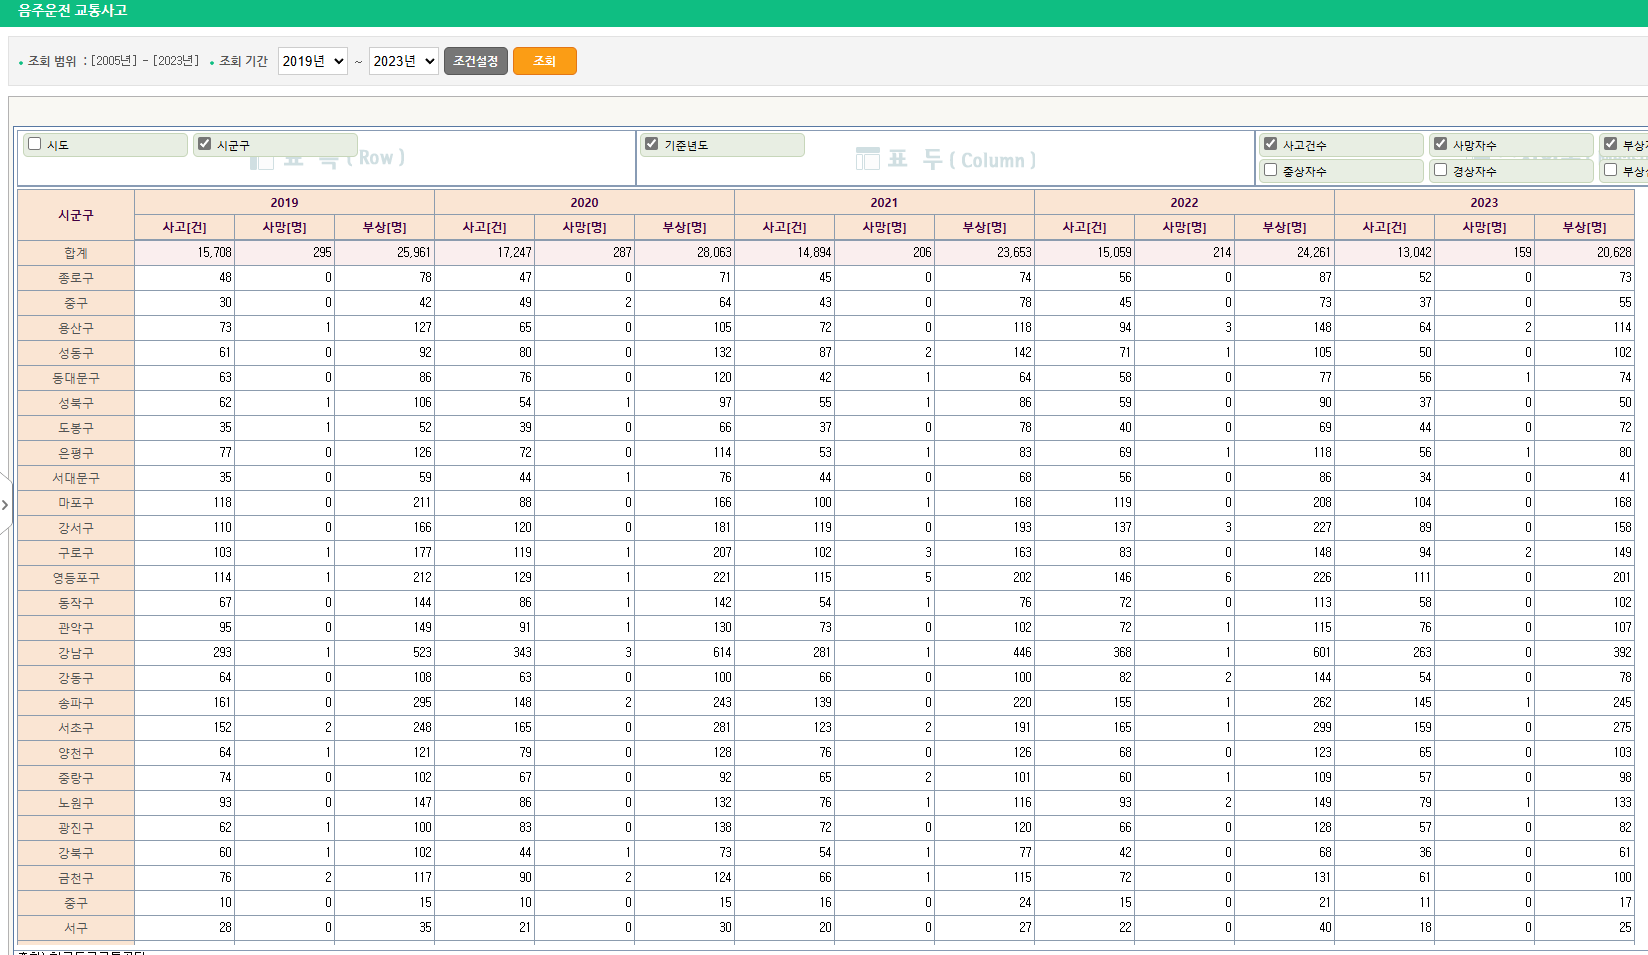 음주운전 교통사고
조회 범위 : [2005년] - [2023년] 조회 기간 2019년 ~ 2023년 조건설정 조회
시도 시군구 기준년도 사고건수 사망자수
( Row ) 표 두 ( Column )
중상자수 경상자수
시군구 2019 2020 2021 2022 2023
사고[건] 사망[명] 부상[명] 사고[건] 사망[명] 부상[명] 사고[건] 사망[명] 부상[명] 사고[건] 사망[명] 부상[명] 사고[건] 사망[명] 부상[명]
합계 15,708 295 25,961 17,247 287 28,063 14,894 206 23,653 15,059 214 24,261 13,042 159 20,628
종로구 48 0 78 47 0 71 45 0 74 56 0 87 52 0 73
중구 30 0 42 49 2 64 43 0 78 45 0 73 37 0 55
용산구 73 1 127 65 0 105 72 0 118 94 3 148 64 2 114
성동구 61 0 92 80 0 132 87 2 142 71 1 105 50 0 102
동대문구 63 0 86 76 0 120 42 1 64 58 0 77 56 1 74
성북구 62 1 106 54 1 97 55 1 86 59 0 90 37 0 50
도봉구 35 1 52 39 0 66 37 0 78 40 0 69 44 0 72
은평구 77 0 126 72 0 114 53 1 83 69 1 118 56 1 80
서대문구 35 0 59 44 1 76 44 0 68 56 0 86 34 0 41
마포구 118 0 211 88 0 166 100 1 168 119 0 208 104 0 168
강서구 110 0 166 120 0 181 119 0 193 137 3 227 89 0 158
구로구 103 1 177 119 1 207 102 3 163 83 0 148 94 2 149
영등포구 114 1 212 129 1 221 115 5 202 146 6 226 111 0 201
동작구 67 0 144 86 1 142 54 1 76 72 0 113 58 0 102
관악구 95 0 149 91 1 130 73 0 102 72 1 115 76 0 107
강남구 293 1 523 343 3 614 281 1 446 368 1 601 263 0 392
강동구 64 0 108 63 0 100 66 0 100 82 2 144 54 0 78
송파구 161 0 295 148 2 243 139 0 220 155 1 262 145 1 245
서초구 152 2 248 165 0 281 123 2 191 165 1 299 159 0 275
양천구 64 1 121 79 0 128 76 0 126 68 0 123 65 0 103
중랑구 74 0 102 67 0 92 65 2 101 60 1 109 57 0 98
노원구 93 0 147 86 0 132 76 1 116 93 2 149 79 1 133
광진구 62 1 100 83 0 138 72 0 120 66 0 128 57 0 82
강북구 60 1 102 44 1 73 54 1 77 42 0 68 36 0 61
금천구 76 2 117 90 2 124 66 1 115 72 0 131 61 0 100
중구 10 0 15 10 0 15 16 0 24 15 0 21 11 0 17
서구 28 0 35 21 0 30 20 0 27 22 0 40 18 0 25